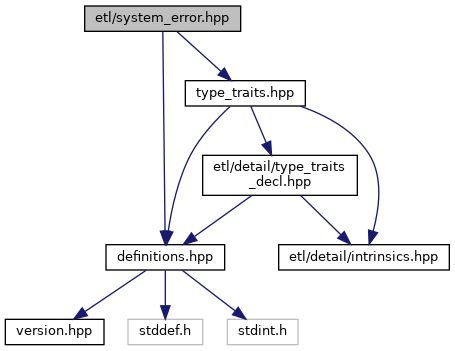 etl/system_error.hpp
type_traits.hpp
etl/detail/type_traits
_decl.hpp
definitions.hpp
etl/detail/intrinsics.hpp
version.hpp
stddef.h
stdint.h